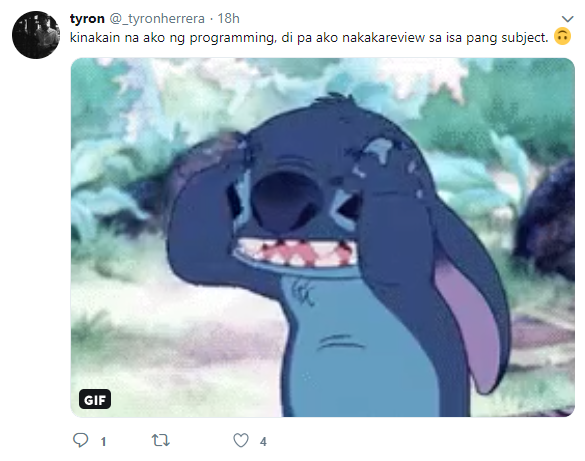 tyron @_tyronherrera · 18h
kinakain na ako ng programming, di pa ako nakakareview sa isa pang subject. 🙃
GIF
1 4